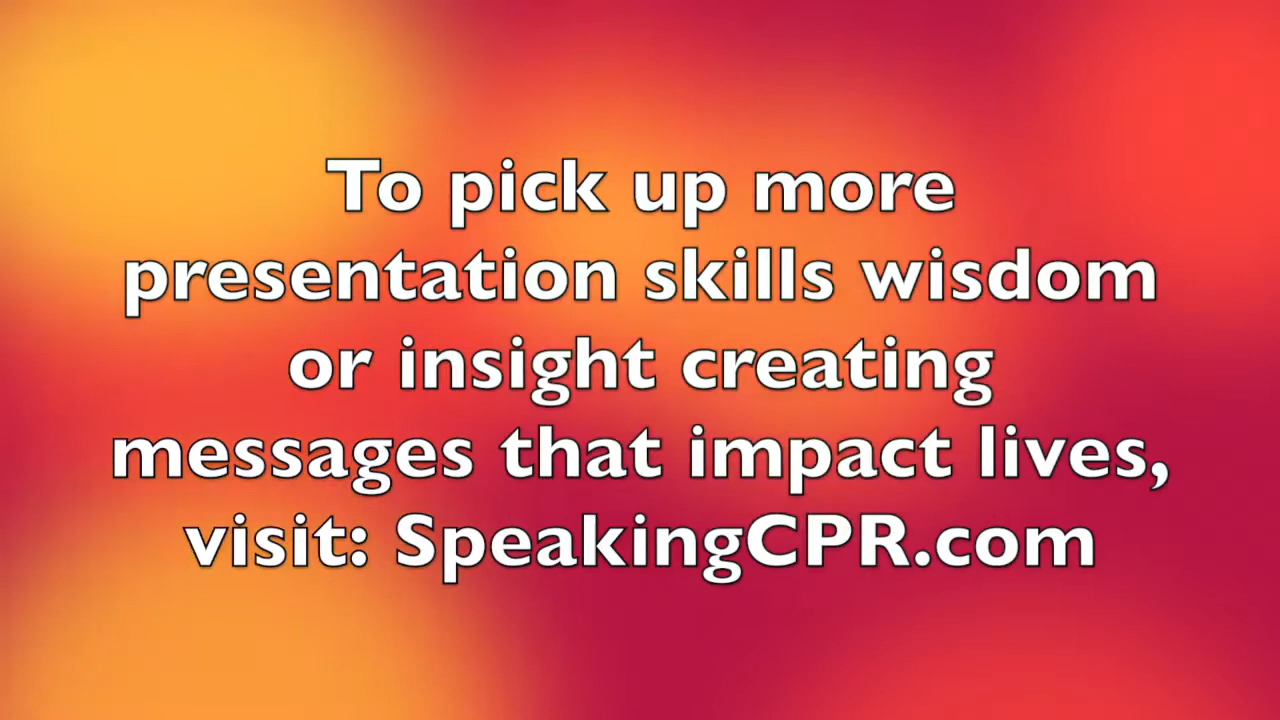 To pick up more
presentation skills wisdom
or insight creating
messages that impact lives,
visit: SpeakingCPR.com